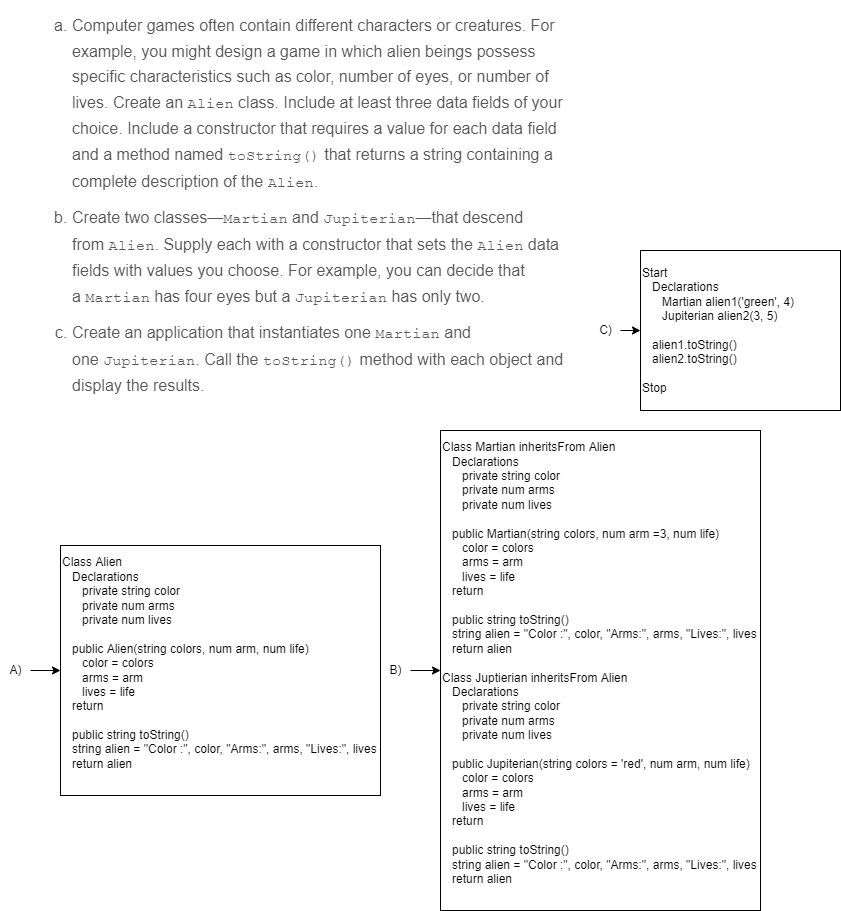 a. Computer games often contain different characters or creatures. For
example, you might design a game in which alien beings possess
specific characteristics such as color, number of eyes, or number of
lives. Create an Alien class. Include at least three data fields of your
choice. Include a constructor that requires a value for each data field
and a method named toString() that returns a string containing a
complete description of the Alien.
b. Create two classes—Martian and Jupiterian—that descend
from Alien. Supply each with a constructor that sets the Alien data
fields with values you choose. For example, you can decide that
a Martian has four eyes but a Jupiterian has only two.
c. Create an application that instantiates one Martian and
one Jupiterian. Call the toString() method with each object and
display the results.
C)
Start
Declarations
Martian alien1('green', 4)
Jupiterian alien2(3, 5)
alien1.toString()
alien2.toString()
Stop
A)
Class Alien
Declarations
private string color
private num arms
private num lives
public Alien(string colors, num arm, num life)
color = colors
arms = arm
lives = life
return
public string toString()
string alien = "Color :", color, "Arms:", arms, "Lives:", lives
return alien
B)
Class Martian inheritsFrom Alien
Declarations
private string color
private num arms
private num lives
public Martian(string colors, num arm =3, num life)
color = colors
arms = arm
lives = life
return
public string toString()
string alien = "Color :", color, "Arms:", arms, "Lives:", lives
return alien
Class Juptierian inheritsFrom Alien
Declarations
private string color
private num arms
private num lives
public Jupiterian(string colors = 'red', num arm, num life)
color = colors
arms = arm
lives = life
return
public string toString()
string alien = "Color :", color, "Arms:", arms, "Lives:", lives
return alien